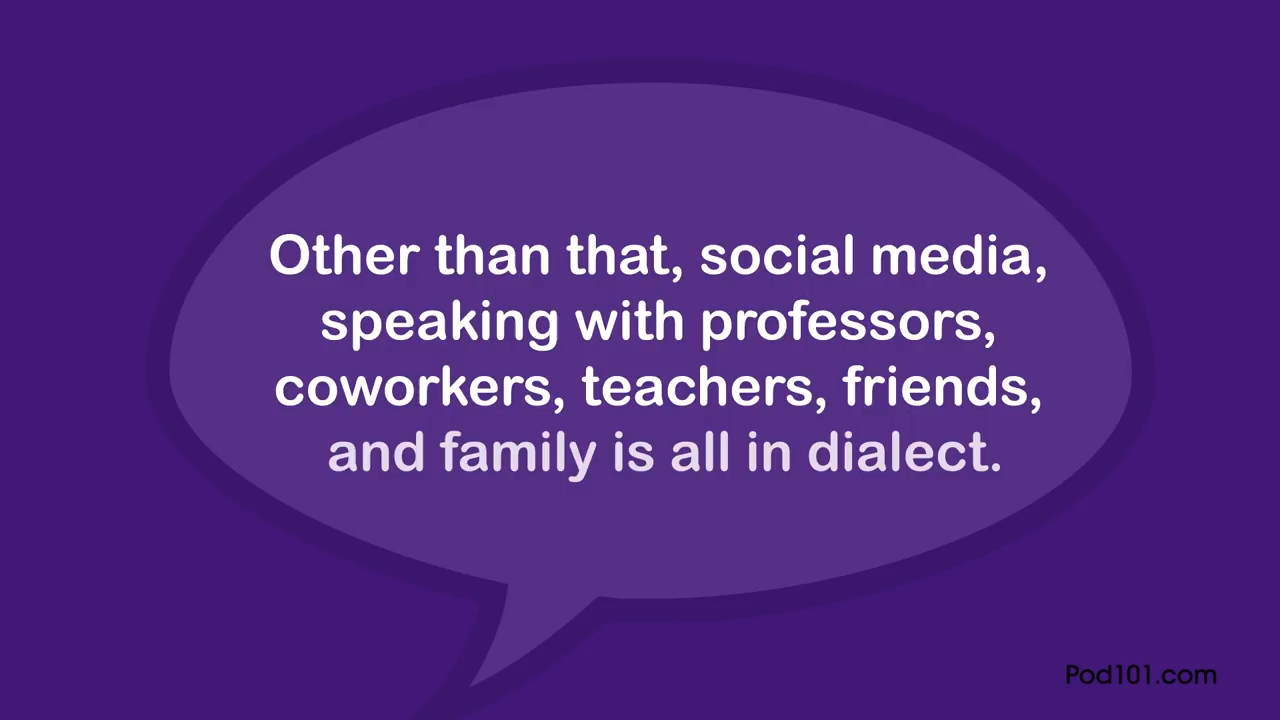 Other than that, social media,
speaking with professors,
coworkers, teachers, friends,
and family is all in dialect.
Pod101.com